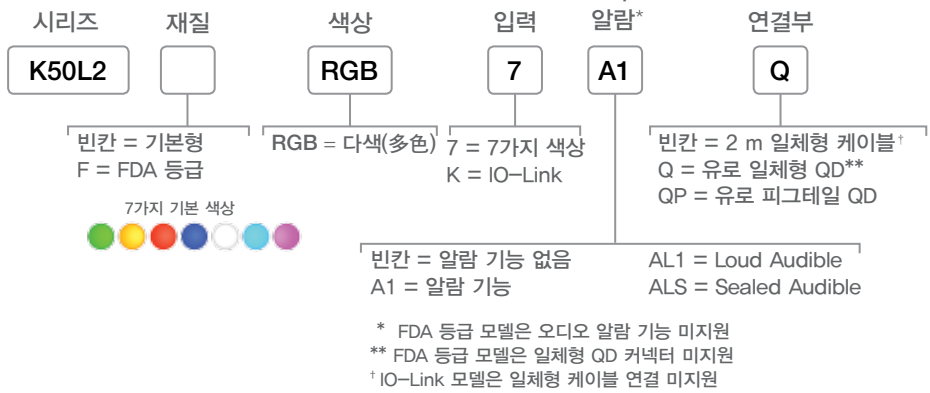 시리즈 재질 색상 입력 알람* 연결부
K50L2 RGB 7 A1 Q
빈칸 = 기본형
F = FDA 등급
RGB = 다색(多色)
7 = 7가지 색상
K = IO-Link
빈칸 = 2 m 일체형 케이블†
Q = 유로 일체형 QD**
QP = 유로 피그테일 QD
7가지 기본 색상
빈칸 = 알람 기능 없음
A1 = 알람 기능
AL1 = Loud Audible
ALS = Sealed Audible
* FDA 등급 모델은 오디오 알람 기능 미지원
** FDA 등급 모델은 일체형 QD 커넥터 미지원
† IO-Link 모델은 일체형 케이블 연결 미지원